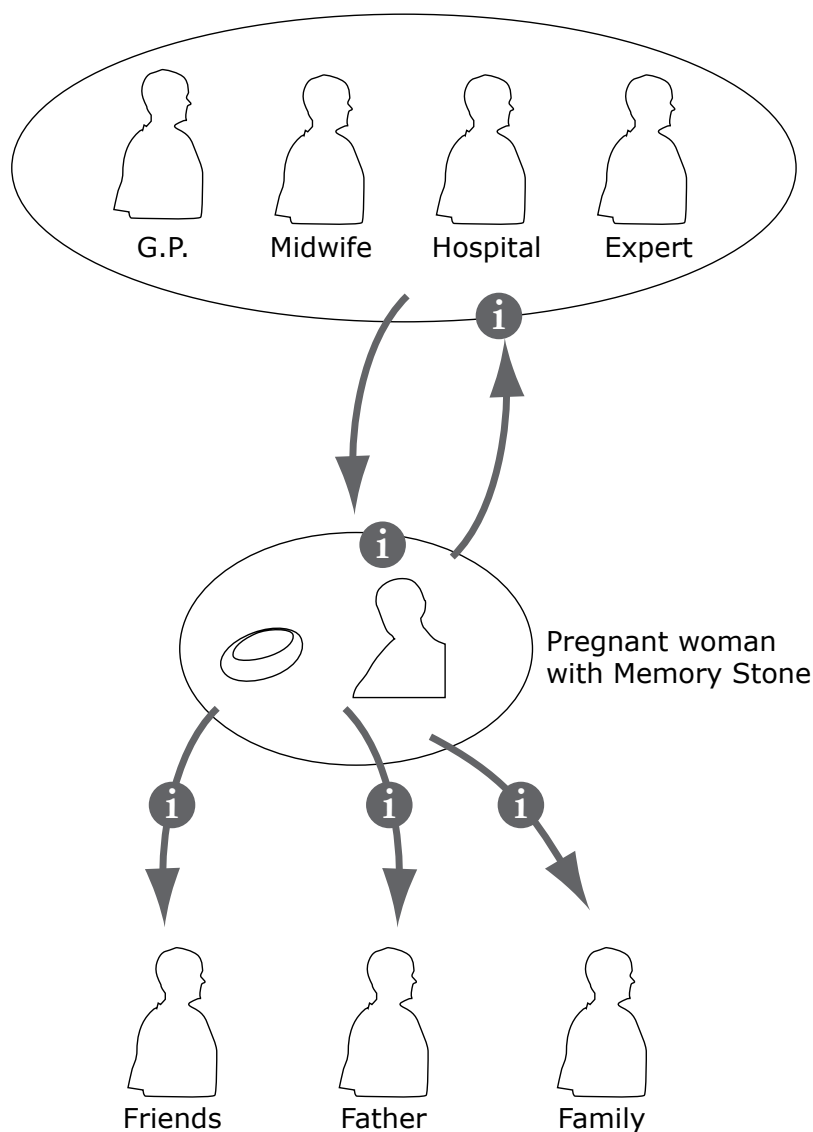 G.P.
Midwife
Hospital
Expert
i
i
Pregnant woman
with Memory Stone
i
i
i
Friends
Father
Family